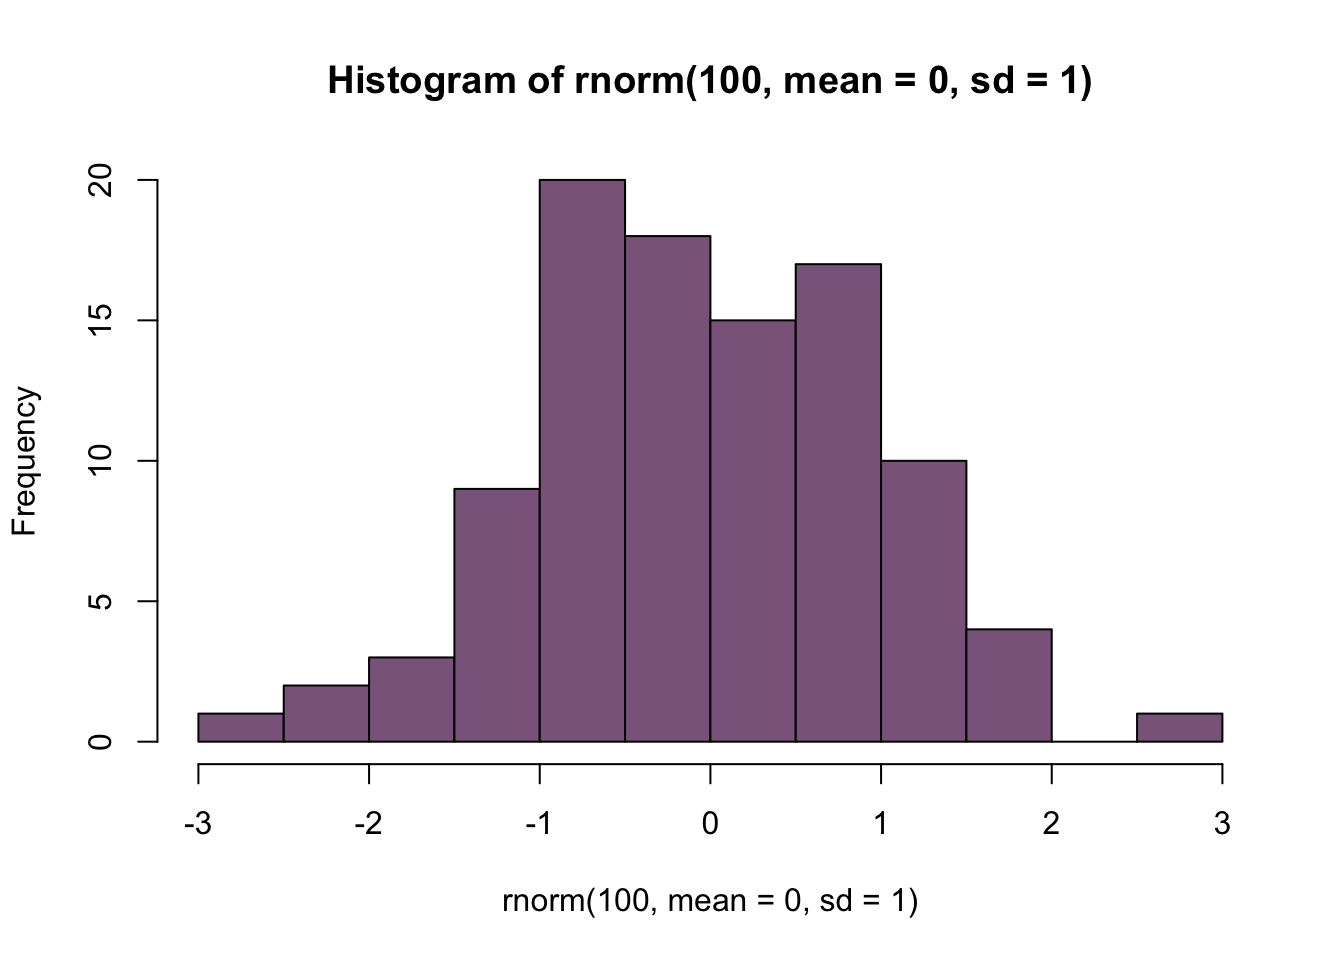 Histogram of rnorm(100, mean = 0, sd = 1)
Frequency
20
15
10
5
0
-3 -2 -1 0 1 2 3
rnorm(100, mean = 0, sd = 1)